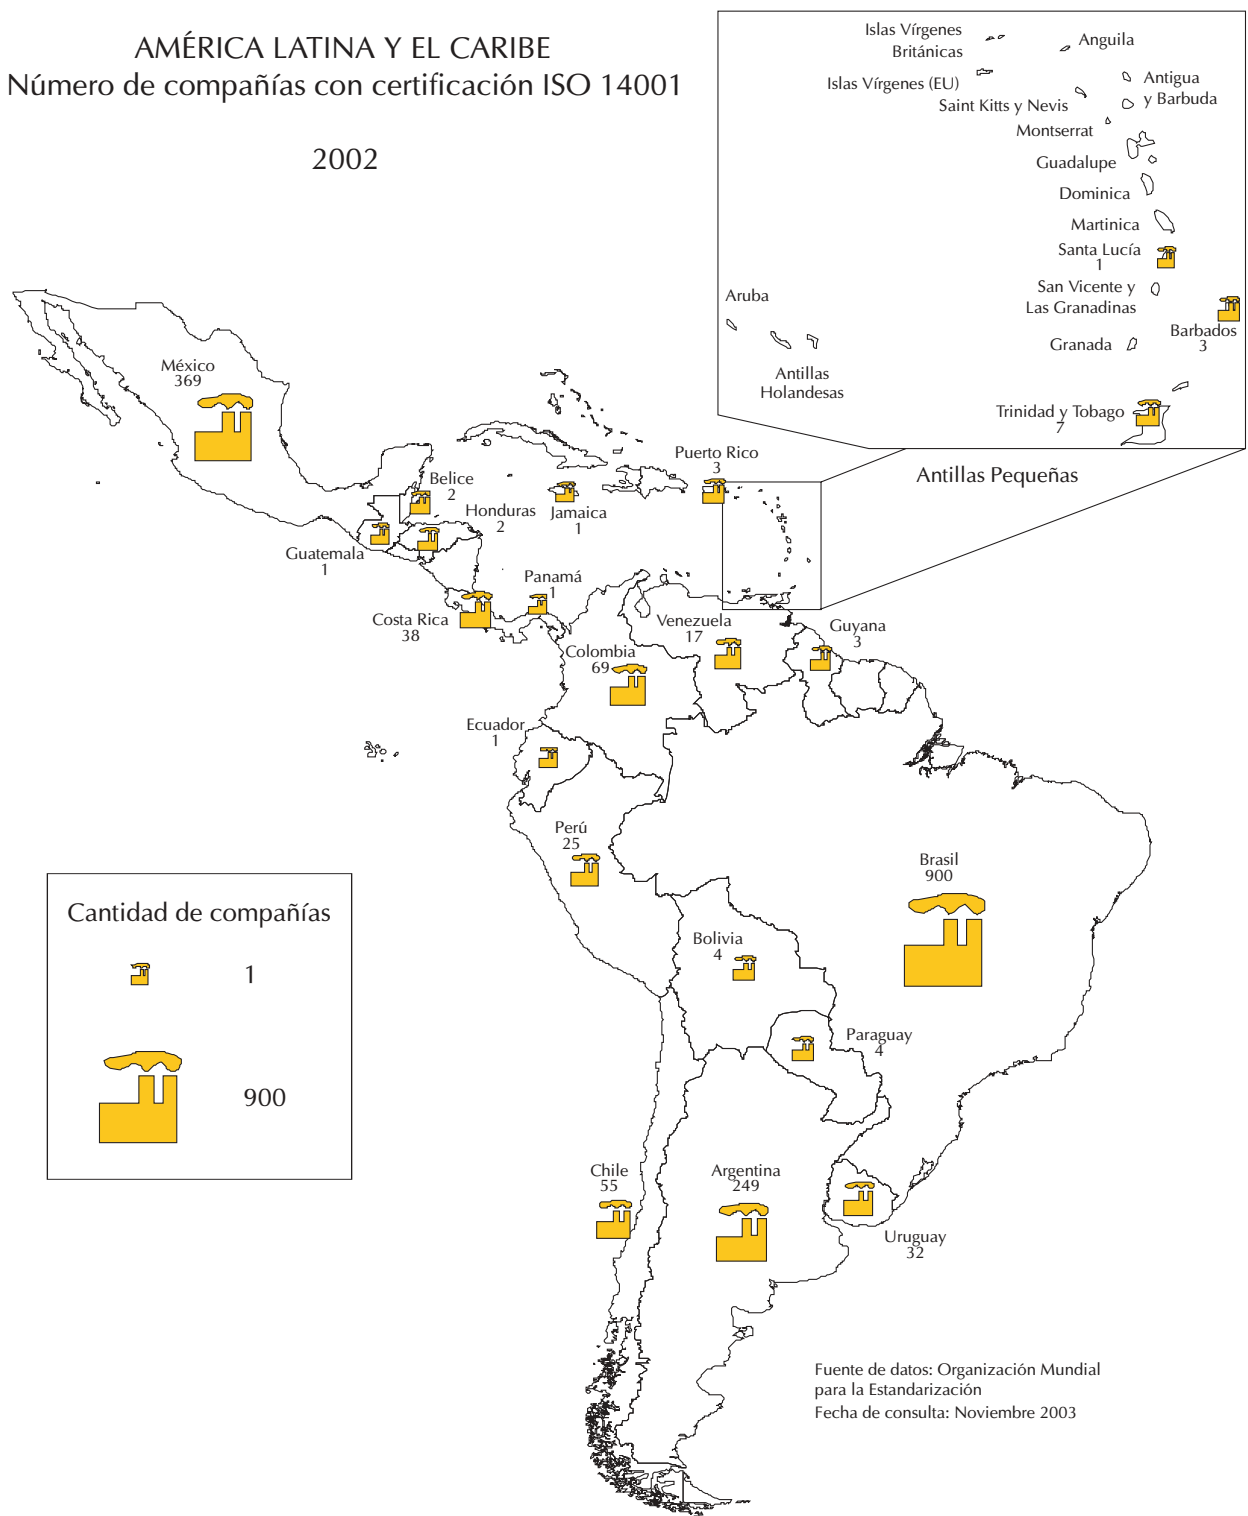 AMÉRICA LATINA Y EL CARIBE
Número de compañías con certificación ISO 14001
2002
Islas Vírgenes
Británicas
Anguila
Islas Vírgenes (EU)
Antigua
y Barbuda
Saint Kitts y Nevis
Montserrat
Guadalupe
Dominica
Martinica
Santa Lucía
1
San Vicente y
Las Granadinas
Aruba
Barbados
3
Granada
Antillas
Holandesas
Trinidad y Tobago
7
Antillas Pequeñas
México
369
Puerto Rico
3
Belice
2
Honduras
2
Jamaica
1
Guatemala
1
Panamá
1
Costa Rica
38
Venezuela
17
Guyana
3
Colombia
69
Ecuador
1
Perú
25
Brasil
900
Cantidad de compañías
1
900
Bolivia
4
Paraguay
4
Chile
55
Argentina
249
Uruguay
32
Fuente de datos: Organización Mundial
para la Estandarización
Fecha de consulta: Noviembre 2003